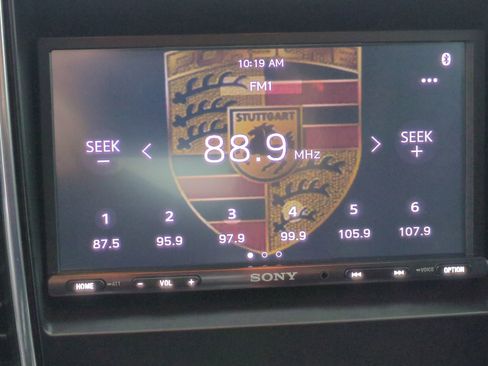 10:19 AM
FM1
STUTTGART
SEEK
−
88.9 MHz
SEEK
+
1
87.5
2
95.9
3
97.9
4
99.9
5
105.9
6
107.9
SONY
HOME
ATT
− VOL +
VOICE
OPTION